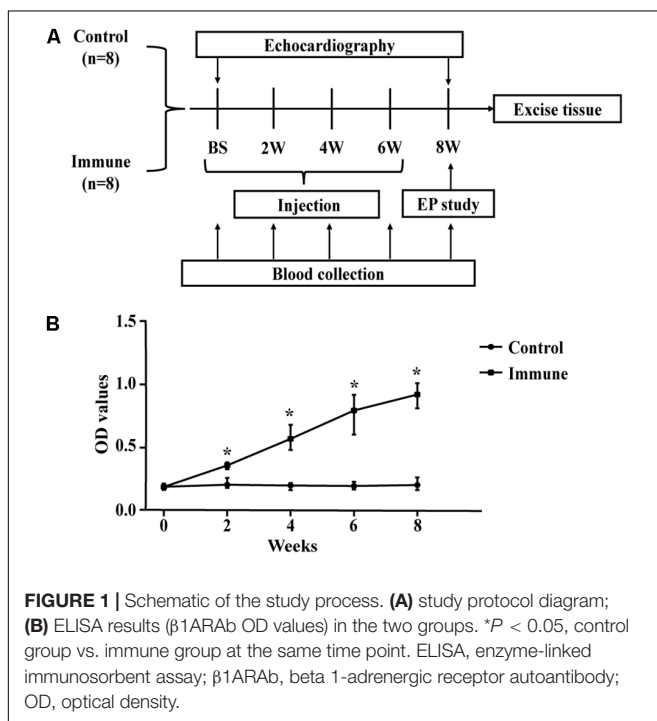 A
Control
(n=8)
Immune
(n=8)
Echocardiography
BS 2W 4W 6W 8W
Excise tissue
Injection
EP study
Blood collection
B
OD values
1.5
1.0
0.5
0.0
* * * *
0 2 4 6 8
Weeks
Control
Immune
FIGURE 1 | Schematic of the study process. (A) study protocol diagram;
(B) ELISA results (β1ARAb OD values) in the two groups. *P < 0.05, control
group vs. immune group at the same time point. ELISA, enzyme-linked
immunosorbent assay; β1ARAb, beta 1-adrenergic receptor autoantibody;
OD, optical density.